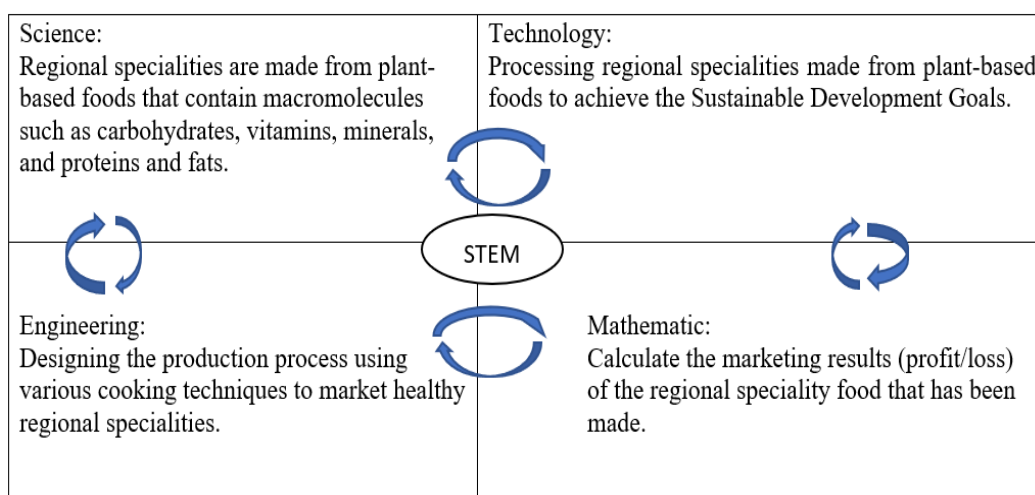 Science:
Regional specialities are made from plant-
based foods that contain macromolecules
such as carbohydrates, vitamins, minerals,
and proteins and fats.
Technology:
Processing regional specialities made from plant-based
foods to achieve the Sustainable Development Goals.
STEM
Engineering:
Designing the production process using
various cooking techniques to market healthy
regional specialities.
Mathematic:
Calculate the marketing results (profit/loss)
of the regional speciality food that has been
made.